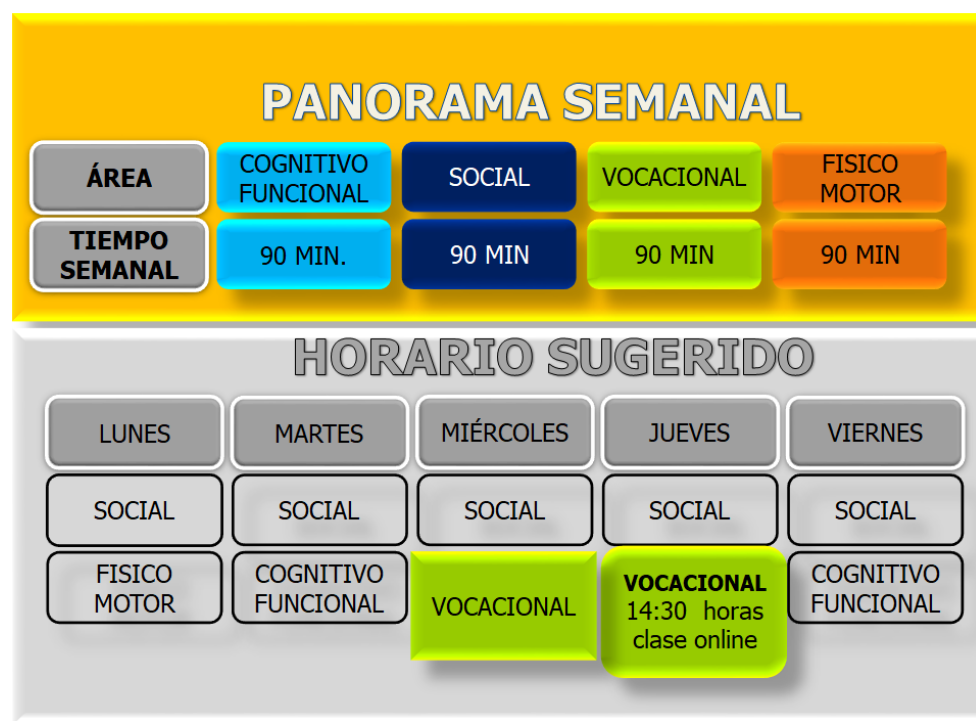 PANORAMA SEMANAL
ÁREA
COGNITIVO
FUNCIONAL
SOCIAL
VOCACIONAL
FISICO
MOTOR
TIEMPO
SEMANAL
90 MIN.
90 MIN
90 MIN
90 MIN
HORARIO SUGERIDO
LUNES
MARTES
MIÉRCOLES
JUEVES
VIERNES
SOCIAL
SOCIAL
SOCIAL
SOCIAL
SOCIAL
FISICO
MOTOR
COGNITIVO
FUNCIONAL
VOCACIONAL
VOCACIONAL
14:30 horas
clase online
COGNITIVO
FUNCIONAL